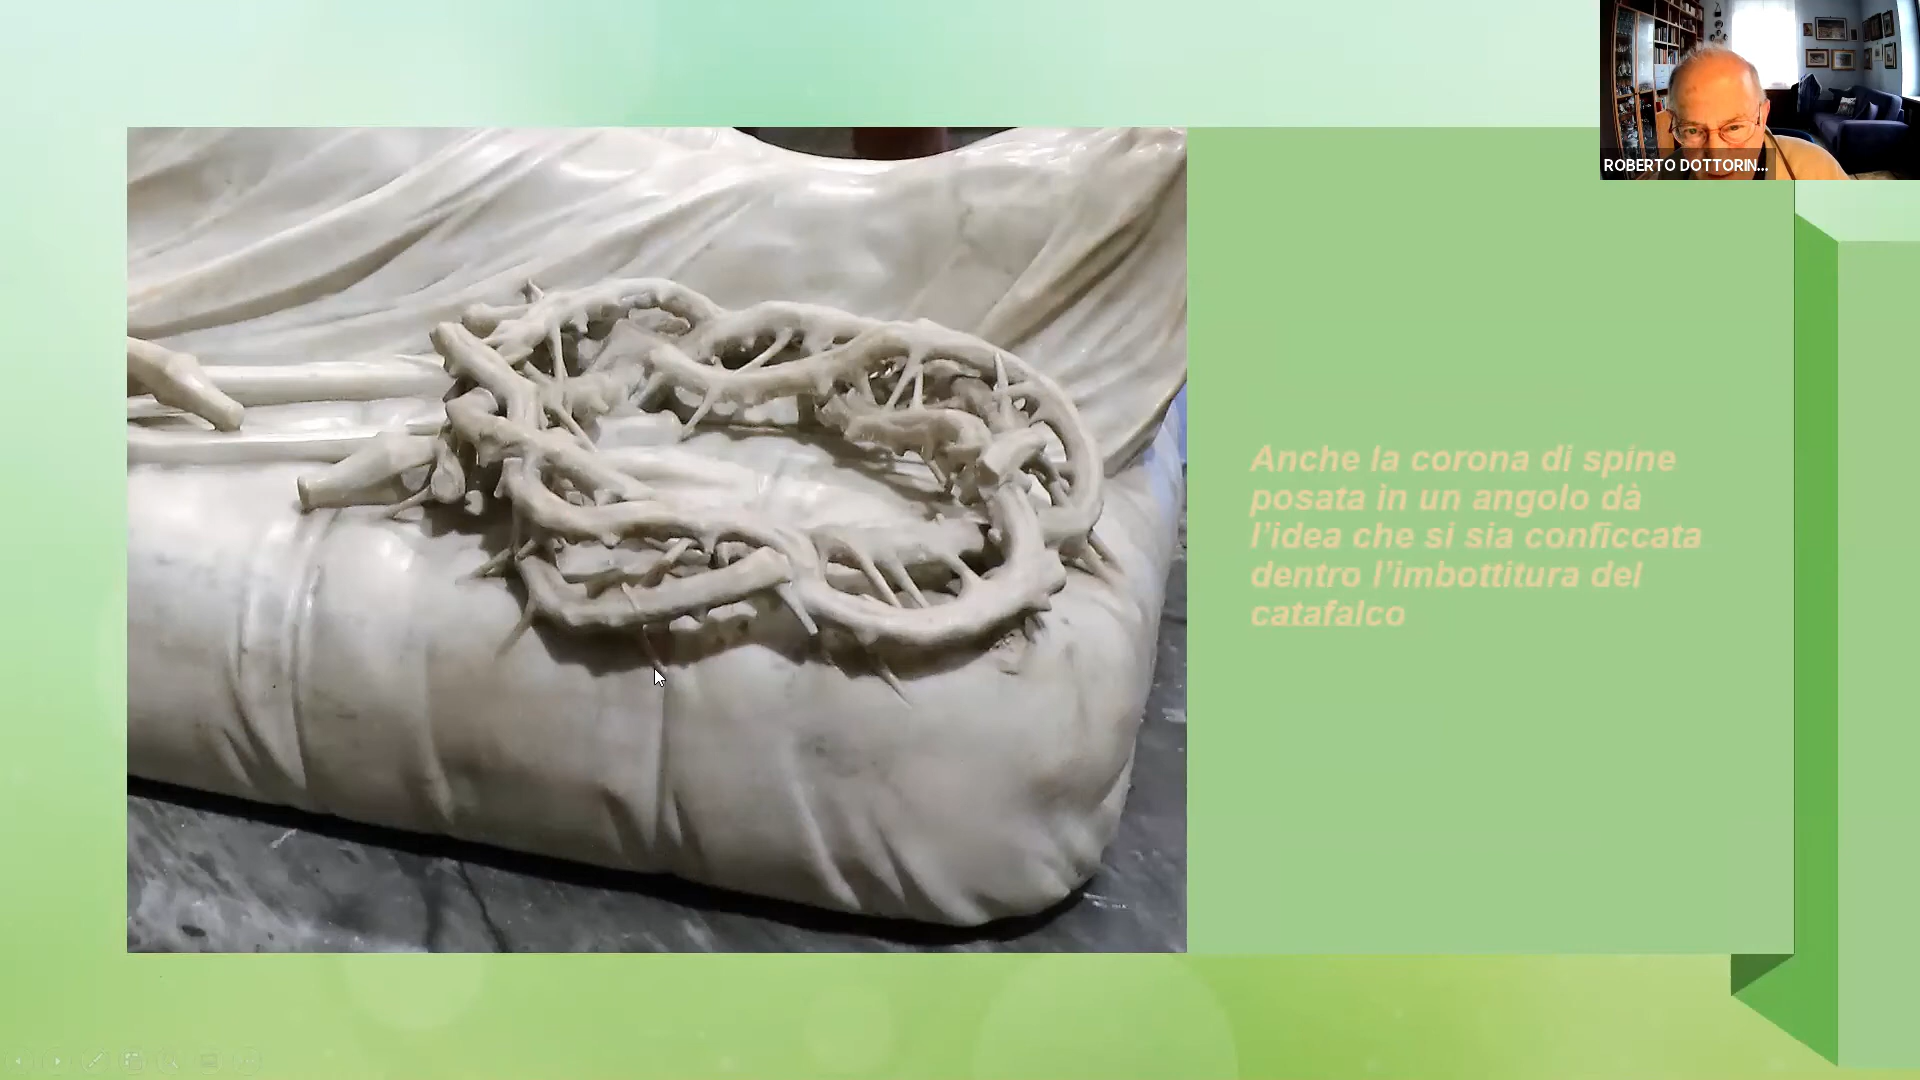 ROBERTO DOTTORIN...
Anche la corona di spine
posata in un angolo dà
l’idea che si sia conficcata
dentro l’imbottitura del
catafalco